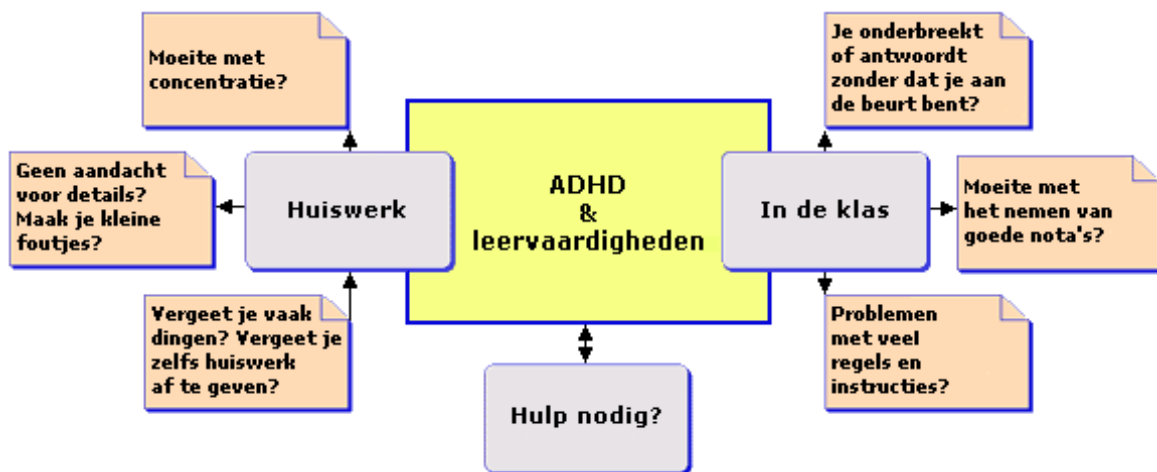 Moeite met
concentratie?
Geen aandacht
voor details?
Maak je kleine
foutjes?
Huiswerk
Vergeet je vaak
dingen? Vergeet je
zelfs huiswerk
af te geven?
ADHD
&
leervaardigheden
Hulp nodig?
Je onderbreekt
of antwoordt
zonder dat je aan
de beurt bent?
In de klas
Moeite met
het nemen van
goede nota's?
Problemen
met veel
regels en
instructies?